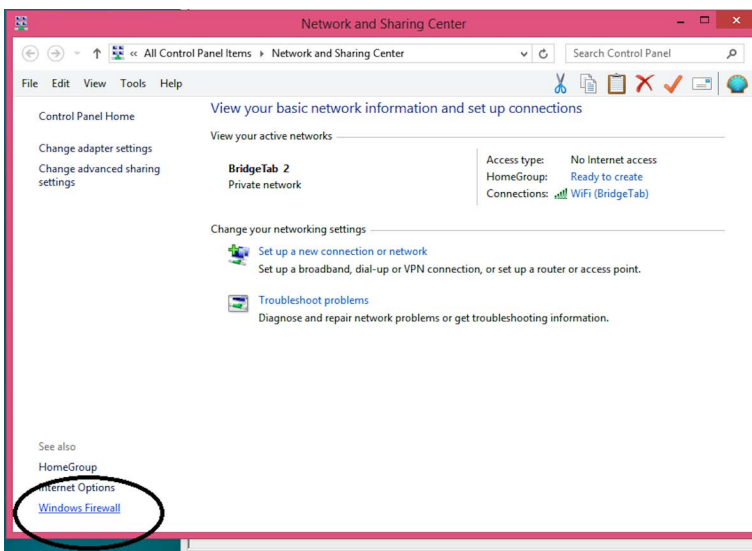 Network and Sharing Center
« All Control Panel Items Network and Sharing Center
Search Control Panel
File Edit View Tools Help
Control Panel Home
Change adapter settings
Change advanced sharing
settings
View your basic network information and set up connections
View your active networks
BridgeTab 2
Private network
Access type: No Internet access
HomeGroup: Ready to create
Connections: WiFi (BridgeTab)
Change your networking settings
Set up a new connection or network
Set up a broadband, dial-up or VPN connection, or set up a router or access point.
Troubleshoot problems
Diagnose and repair network problems or get troubleshooting information.
See also
HomeGroup
Internet Options
Windows Firewall